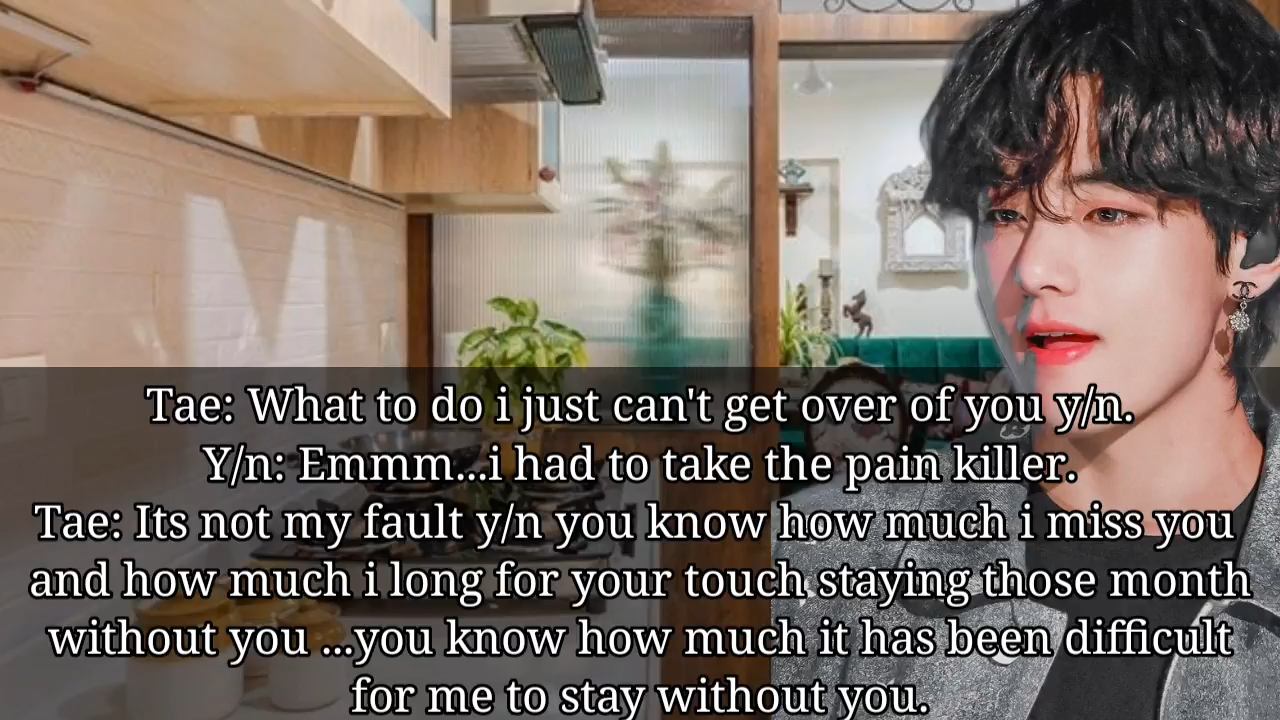 Tae: What to do i just can't get over of you y/n.
Y/n: Emmm...i had to take the pain killer.
Tae: Its not my fault y/n you know how much i miss you
and how much i long for your touch staying those month
without you ...you know how much it has been difficult
for me to stay without you.